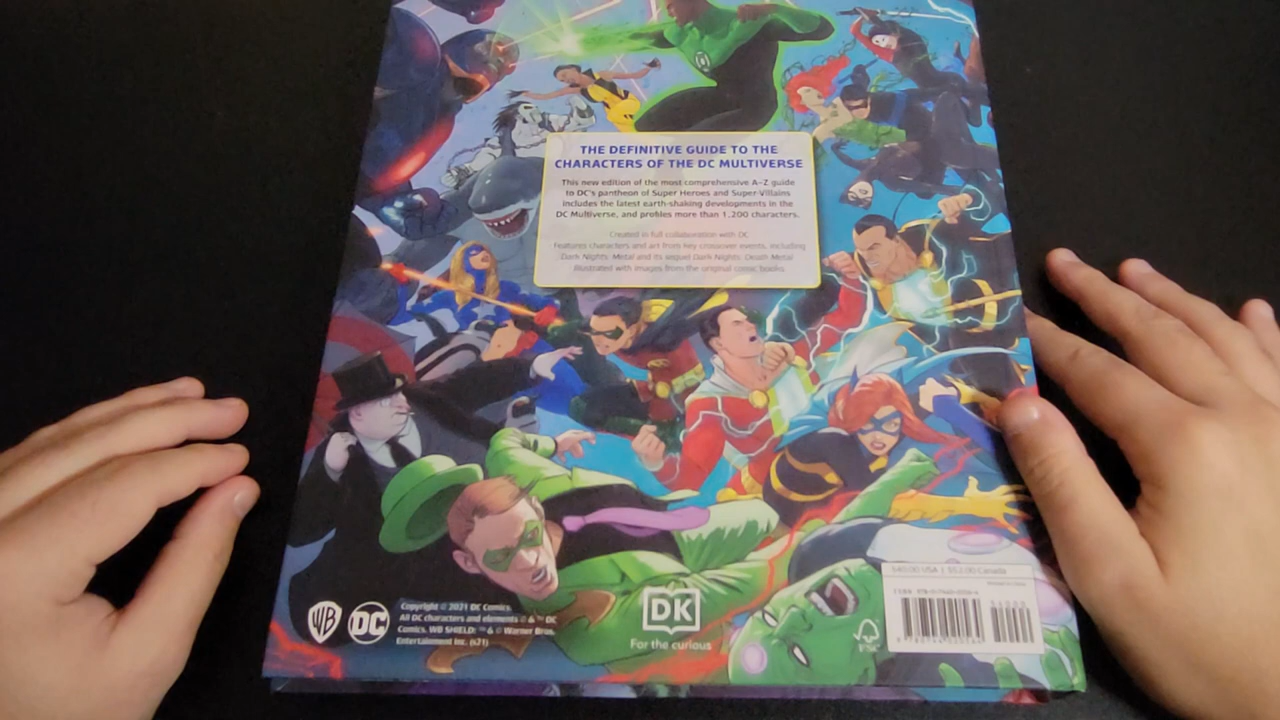 THE DEFINITIVE GUIDE TO THE
CHARACTERS OF THE DC MULTIVERSE
This new edition of the most comprehensive A–Z guide
to DC's pantheon of Super Heroes and Super-Villains
includes the latest earth-shaking developments in the
DC Multiverse, and profiles more than 1,200 characters.
Created in full collaboration with DC
Features characters and art from key crossover events, including
Dark Nights: Metal and its sequel Dark Nights: Death Metal
Illustrated with images from the original comic books
$40.00 USA | Canada
ISBN
WB
DC
Copyright © 2021 DC Comics.
All DC characters and elements © & ™ DC
Comics. WB SHIELD: ™ & © Warner Bros.
Entertainment Inc. (s21)
DK
For the curious
FSC